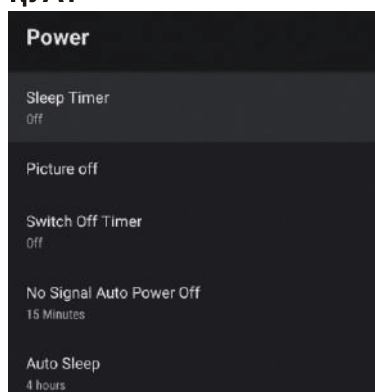 Power
Sleep Timer
Off
Picture off
Switch Off Timer
Off
No Signal Auto Power Off
15 Minutes
Auto Sleep
4 hours